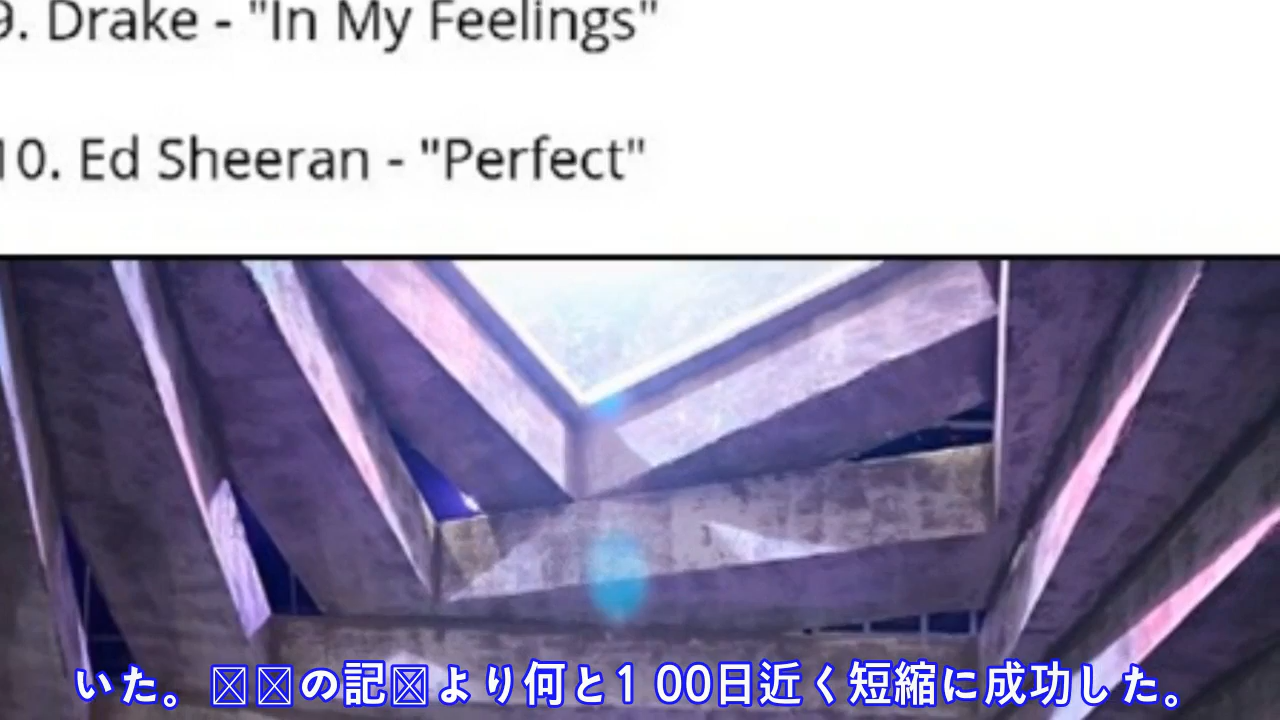 9. Drake - "In My Feelings"
10. Ed Sheeran - "Perfect"
いた。の記より何と100日近く短縮に成功した。